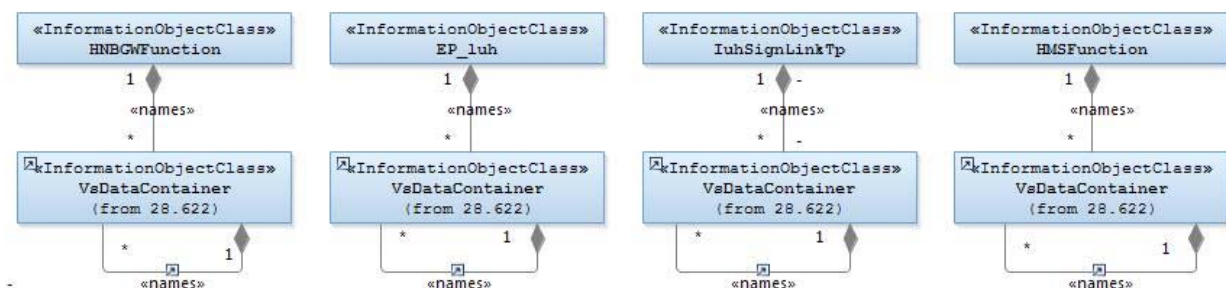 «InformationObjectClass» «InformationObjectClass» «InformationObjectClass» «InformationObjectClass»
HNBGWFunction EP_luh IuhSignLinkTp HMSFunction
1 1 1 - 1
«names» «names» «names» «names»
* * * - *
«InformationObjectClass» «InformationObjectClass» «InformationObjectClass» «InformationObjectClass»
VsDataContainer VsDataContainer VsDataContainer VsDataContainer
(from 28.622) (from 28.622) (from 28.622) (from 28.622)
* 1 * 1 * 1 * 1
- «names» «names» «names» «names»